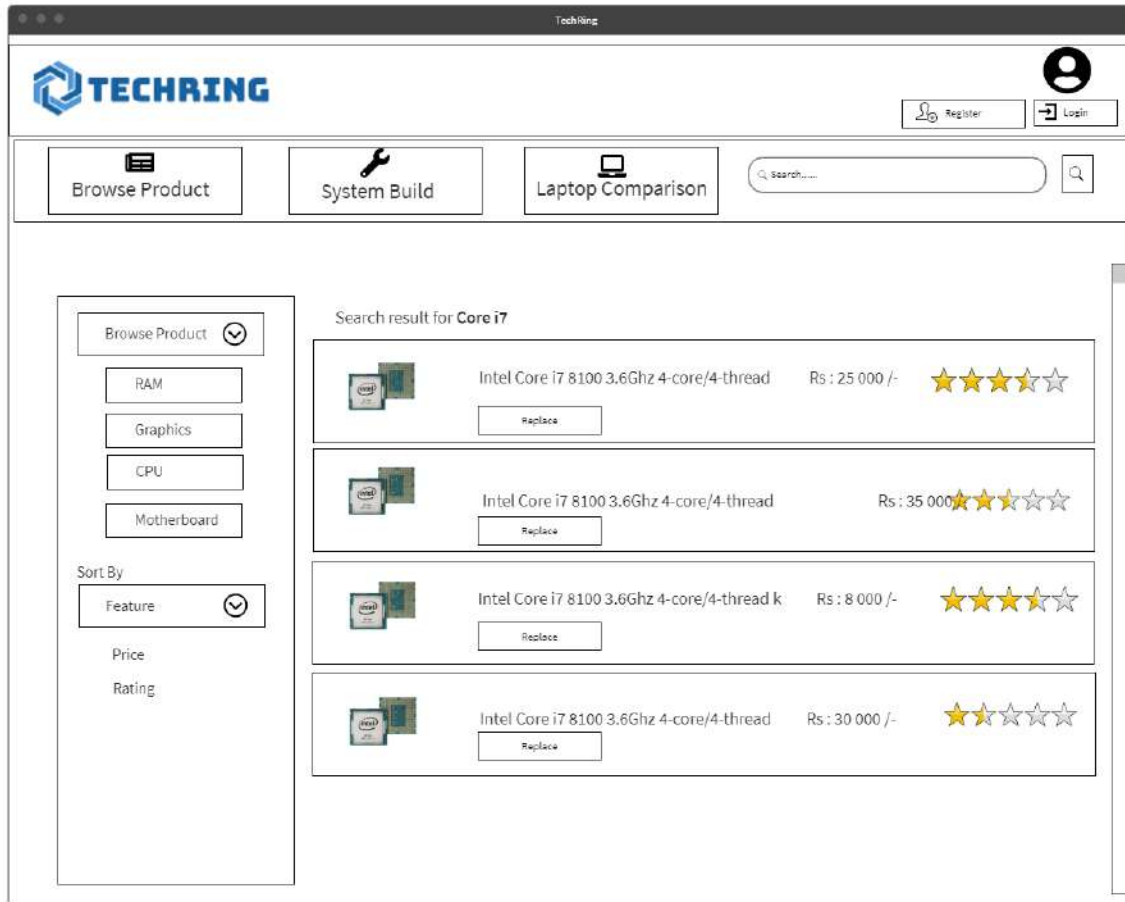 TechRing
TECHRING
Register
Login
Browse Product
System Build
Laptop Comparison
Search......
Browse Product
RAM
Graphics
CPU
Motherboard
Sort By
Feature
Price
Rating
Search result for Core i7
Intel Core i7 8100 3.6Ghz 4-core/4-thread Rs : 25 000 /-
Replace
Intel Core i7 8100 3.6Ghz 4-core/4-thread Rs : 35 000
Replace
Intel Core i7 8100 3.6Ghz 4-core/4-thread k Rs : 8 000 /-
Replace
Intel Core i7 8100 3.6Ghz 4-core/4-thread Rs : 30 000 /-
Replace